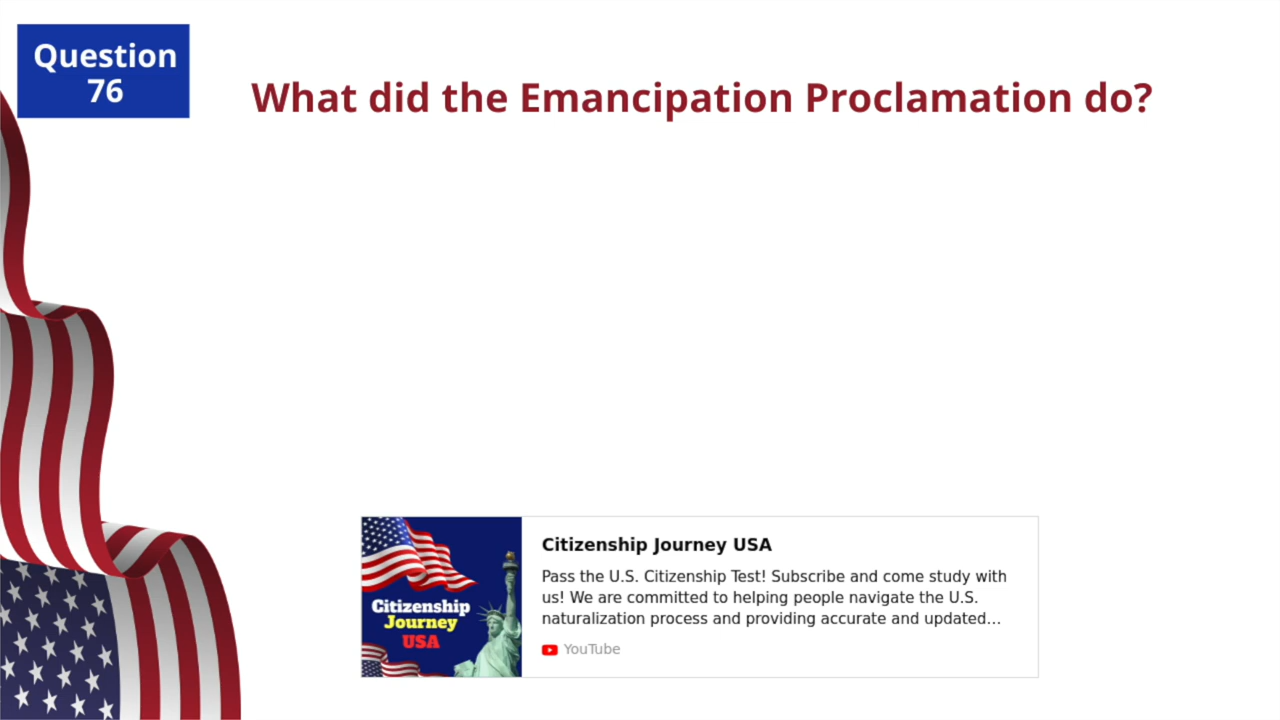 Question
76
What did the Emancipation Proclamation do?
Citizenship
Journey
USA
Citizenship Journey USA
Pass the U.S. Citizenship Test! Subscribe and come study with
us! We are committed to helping people navigate the U.S.
naturalization process and providing accurate and updated...
YouTube